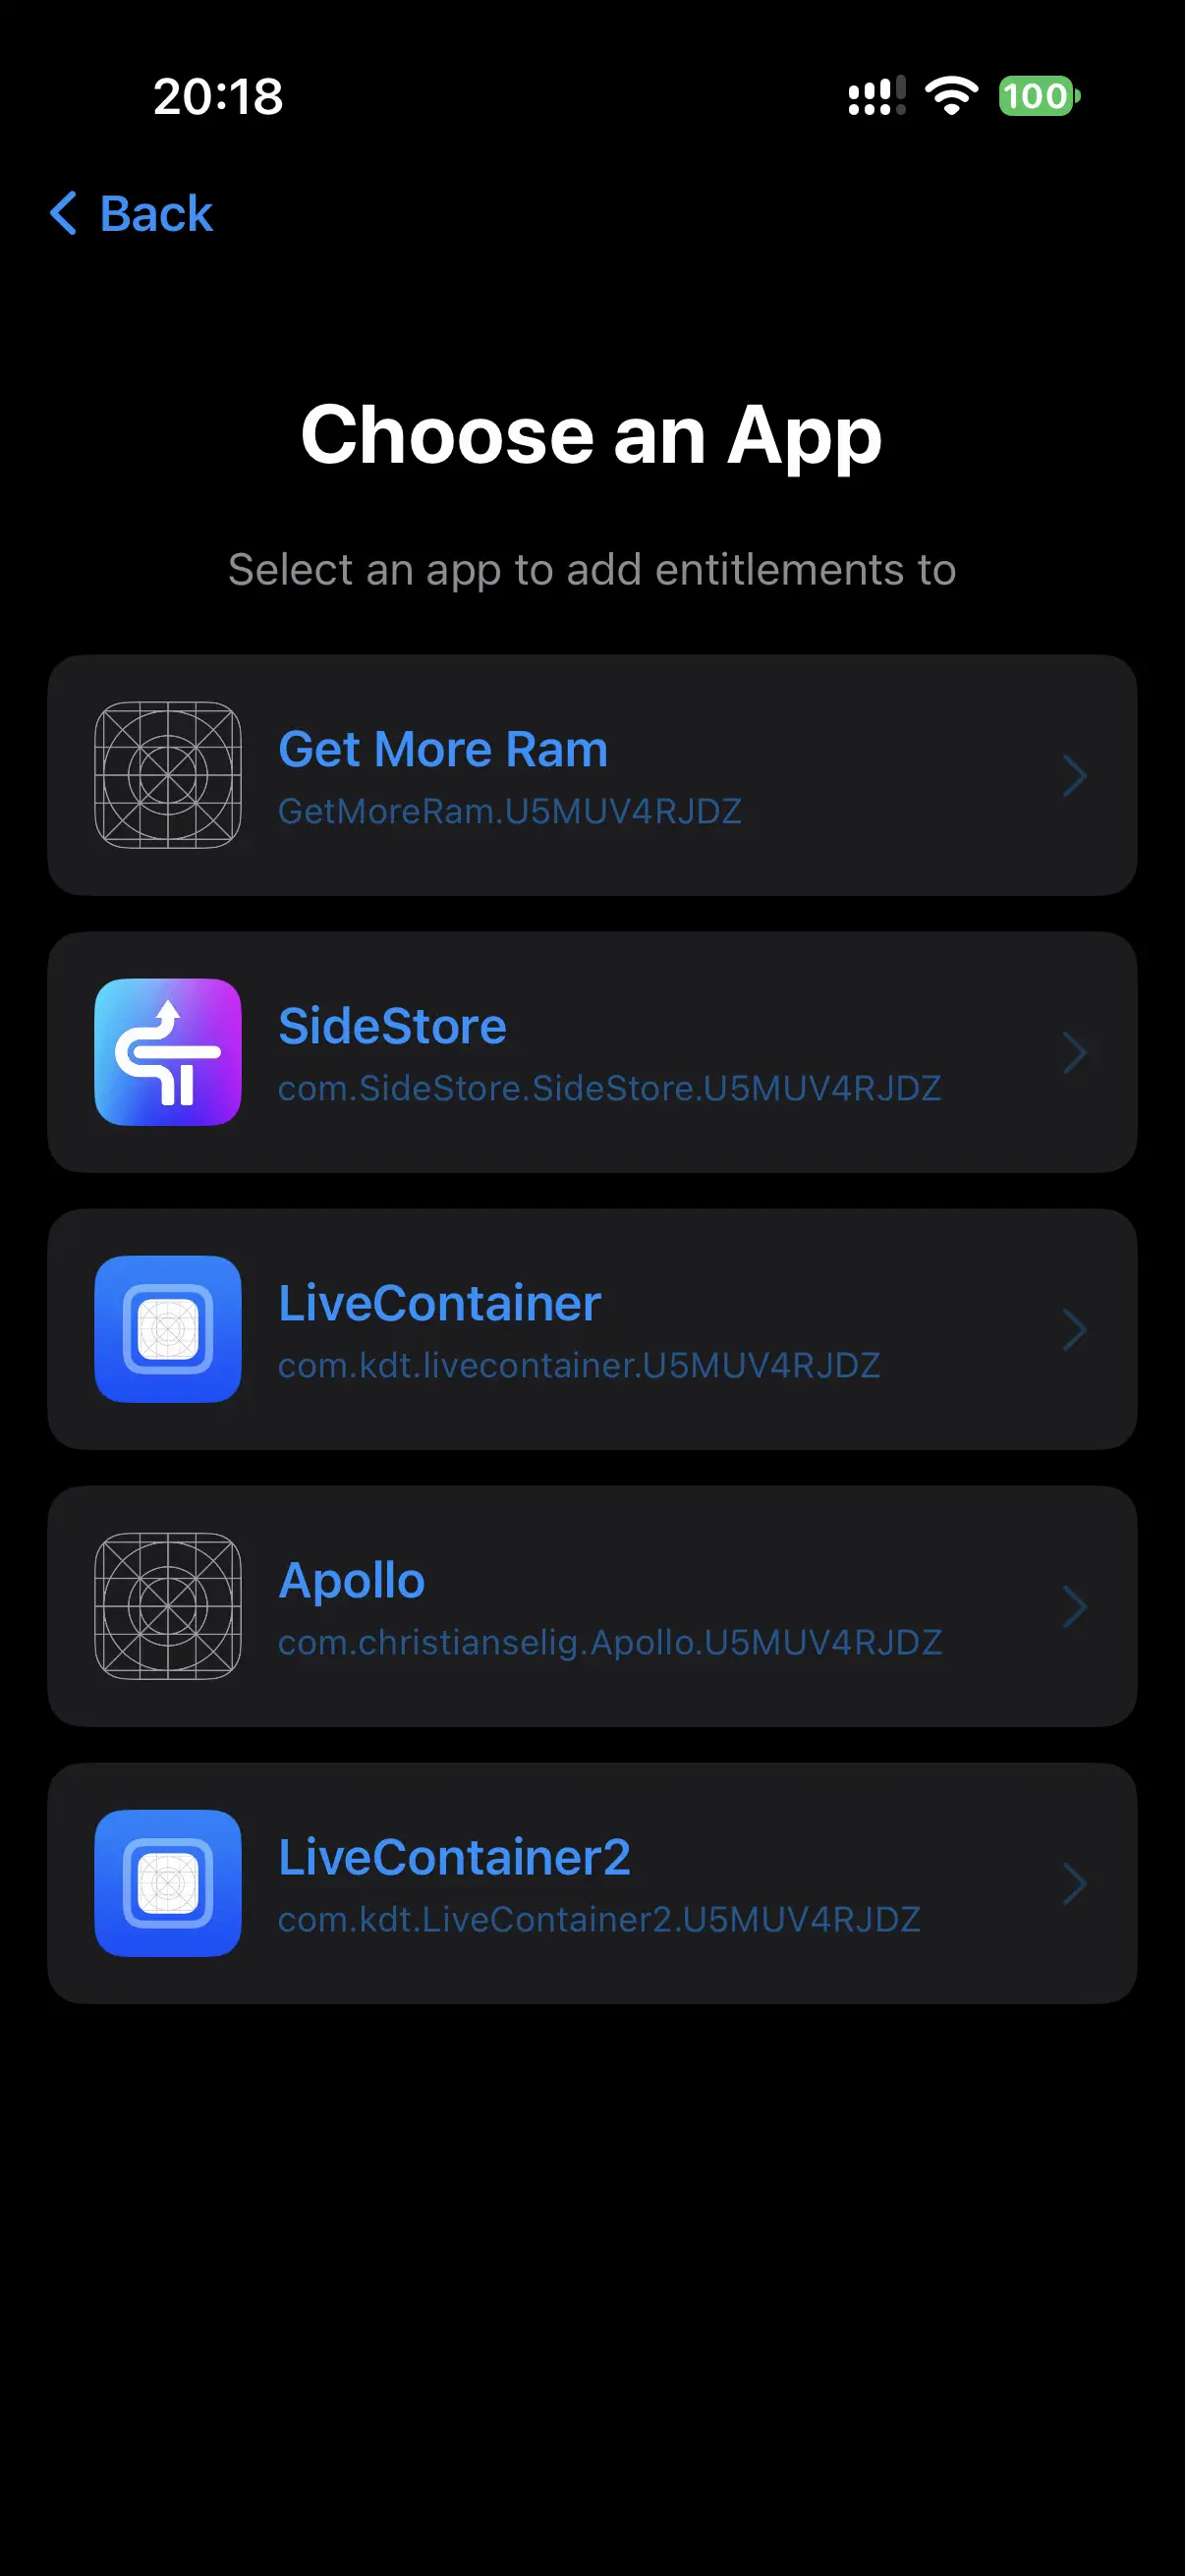 20:18
100
Back
Choose an App
Select an app to add entitlements to
Get More Ram
GetMoreRam.U5MUV4RJDZ
SideStore
com.SideStore.SideStore.U5MUV4RJDZ
LiveContainer
com.kdt.livecontainer.U5MUV4RJDZ
Apollo
com.christianselig.Apollo.U5MUV4RJDZ
LiveContainer2
com.kdt.LiveContainer2.U5MUV4RJDZ